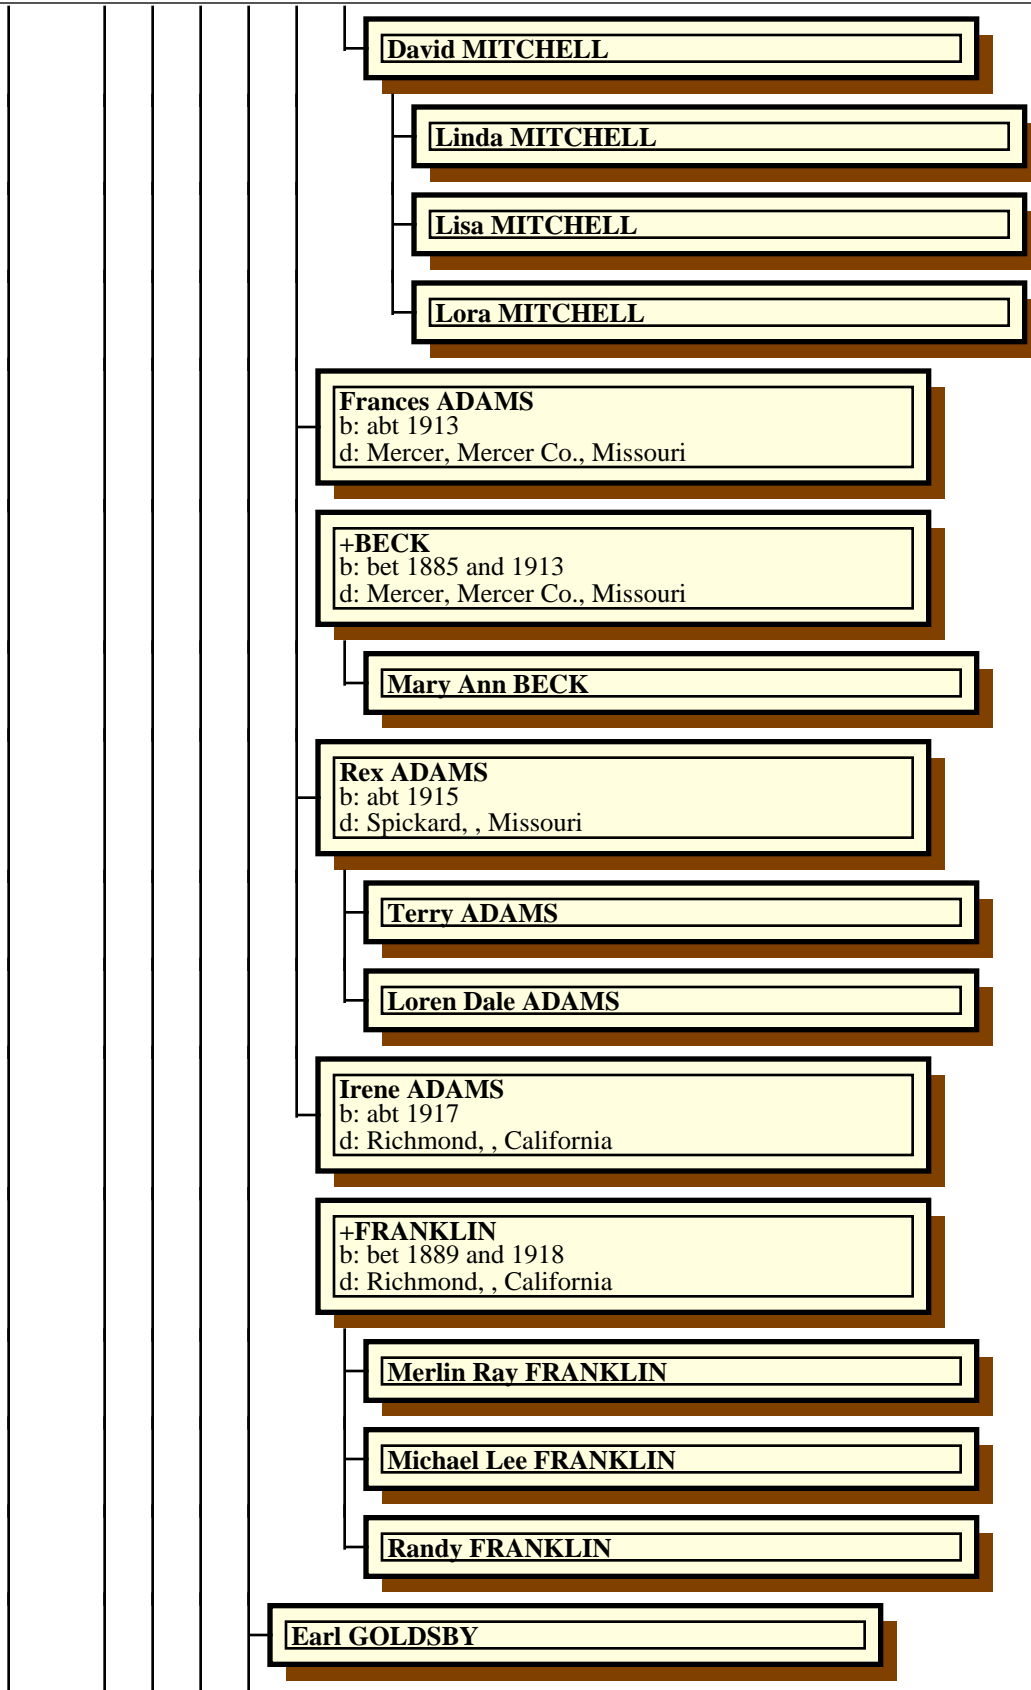 David MITCHELL
Linda MITCHELL
Lisa MITCHELL
Lora MITCHELL
Frances ADAMS
b: abt 1913
d: Mercer, Mercer Co., Missouri
+BECK
b: bet 1885 and 1913
d: Mercer, Mercer Co., Missouri
Mary Ann BECK
Rex ADAMS
b: abt 1915
d: Spickard, , Missouri
Terry ADAMS
Loren Dale ADAMS
Irene ADAMS
b: abt 1917
d: Richmond, , California
+FRANKLIN
b: bet 1889 and 1918
d: Richmond, , California
Merlin Ray FRANKLIN
Michael Lee FRANKLIN
Randy FRANKLIN
Earl GOLDSBY